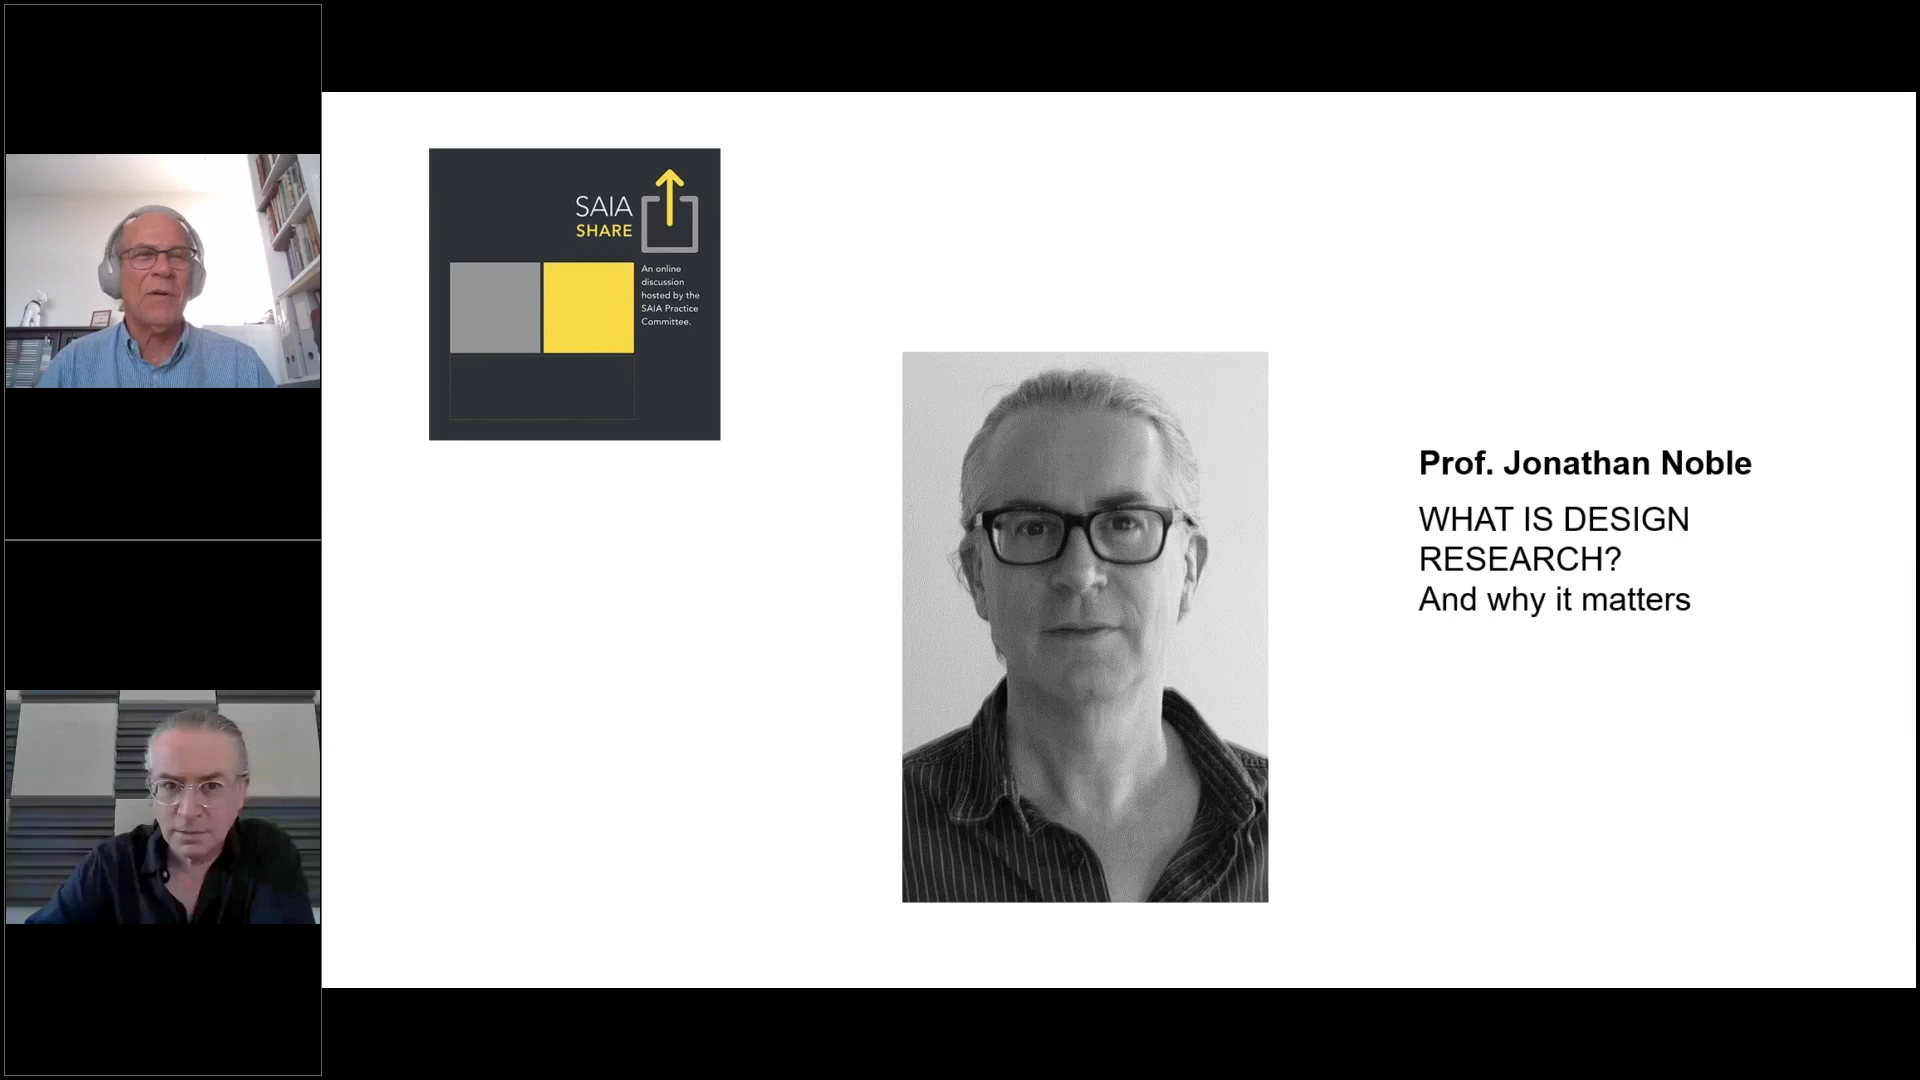 SAIA
SHARE
An online
discussion
hosted by the
SAIA Practice
Committee.
Prof. Jonathan Noble
WHAT IS DESIGN
RESEARCH?
And why it matters